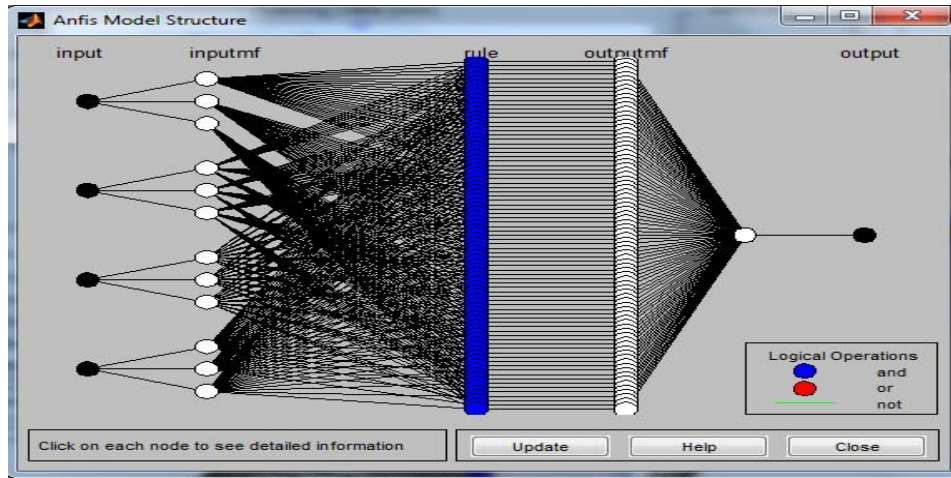 Anfis Model Structure
input inputmf rule outputmf output
Logical Operations
and
or
not
Click on each node to see detailed information
Update Help Close